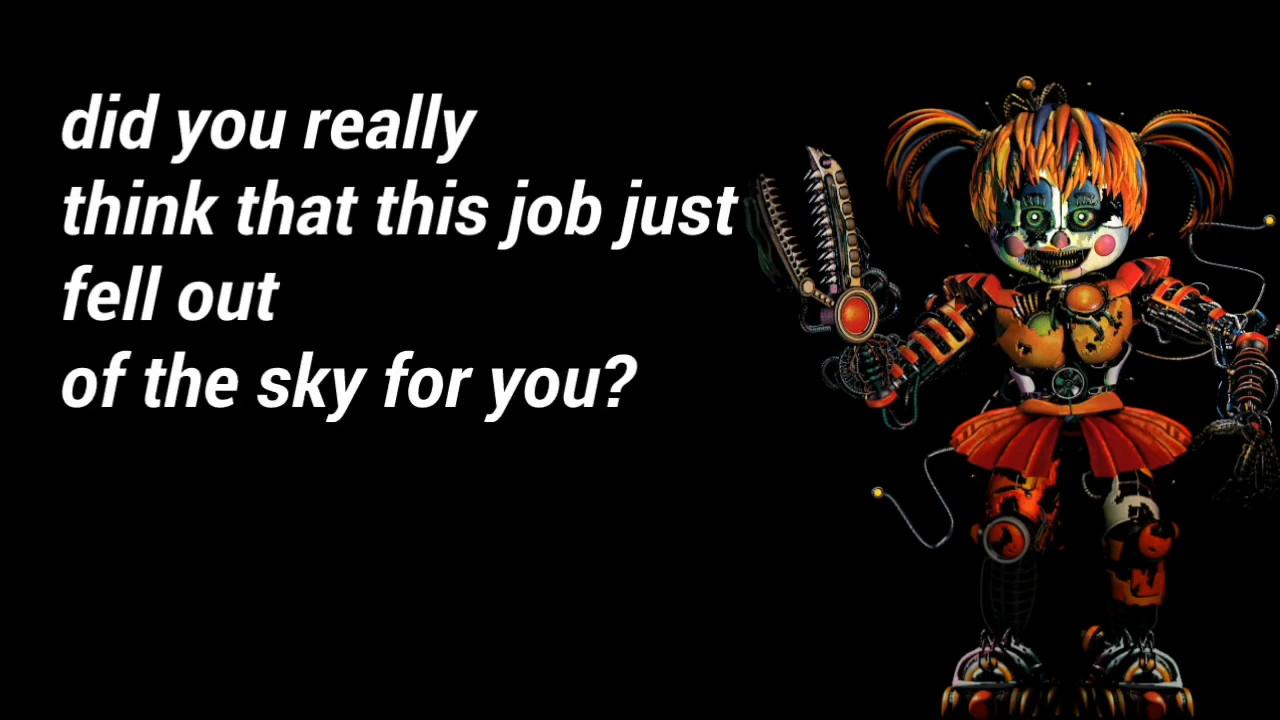 did you really
think that this job just
fell out
of the sky for you?